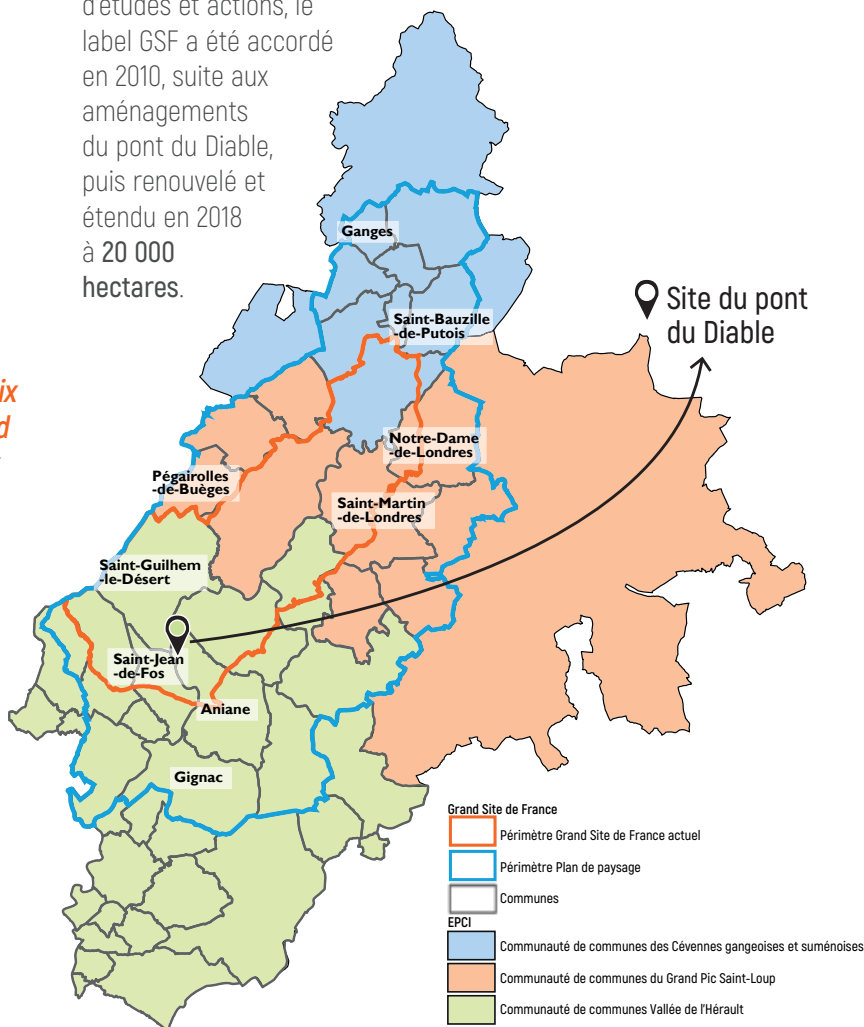 d'études et actions, le
label GSF a été accordé
en 2010, suite aux
aménagements
du pont du Diable,
puis renouvelé et
étendu en 2018
à 20 000
hectares.
ix
d
Ganges
Saint-Bauzille
-de-Putois
Site du pont
du Diable
Notre-Dame
-de-Londres
Pégairolles
-de-Buèges
Saint-Martin
-de-Londres
Saint-Guilhem
-le-Désert
Saint-Jean
-de-Fos
Aniane
Gignac
Grand Site de France
Périmètre Grand Site de France actuel
Périmètre Plan de paysage
Communes
EPCI
Communauté de communes des Cévennes gangeoises et suménoises
Communauté de communes du Grand Pic Saint-Loup
Communauté de communes Vallée de l'Hérault